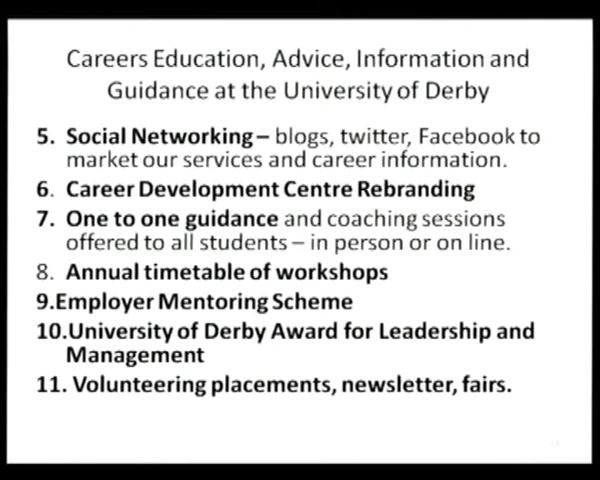 Careers Education, Advice, Information and
Guidance at the University of Derby
5. Social Networking – blogs, twitter, Facebook to
market our services and career information.
6. Career Development Centre Rebranding
7. One to one guidance and coaching sessions
offered to all students – in person or on line.
8. Annual timetable of workshops
9.Employer Mentoring Scheme
10.University of Derby Award for Leadership and
Management
11. Volunteering placements, newsletter, fairs.